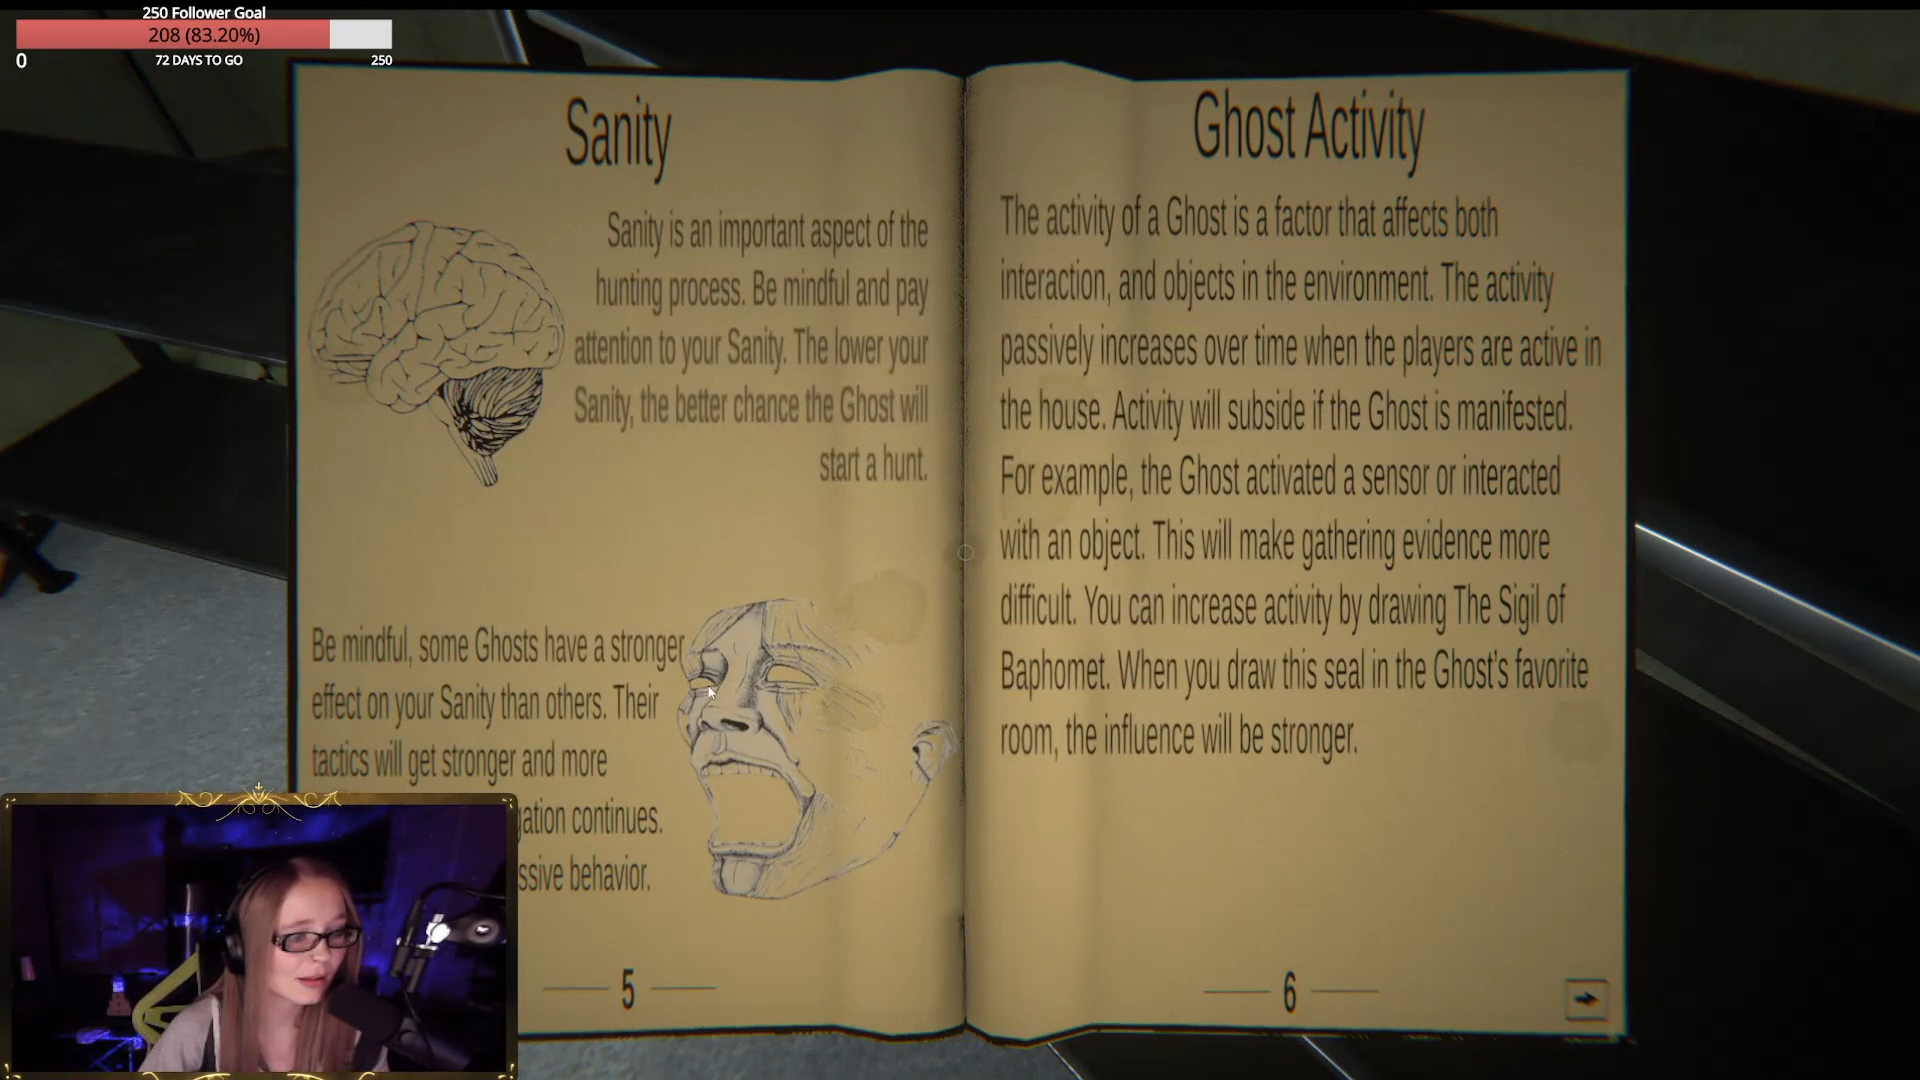 250 Follower Goal
208 (83.20%)
0
72 DAYS TO GO
250
Sanity
Sanity is an important aspect of the
hunting process. Be mindful and pay
attention to your Sanity. The lower your
Sanity, the better chance the Ghost will
start a hunt.
Be mindful, some Ghosts have a stronger
effect on your Sanity than others. Their
tactics will get stronger and more
continues.
behavior.
5
Ghost Activity
The activity of a Ghost is a factor that affects both
interaction, and objects in the environment. The activity
passively increases over time when the players are active in
the house. Activity will subside if the Ghost is manifested.
For example, the Ghost activated a sensor or interacted
with an object. This will make gathering evidence more
difficult. You can increase activity by drawing The Sigil of
Baphomet. When you draw this seal in the Ghost's favorite
room, the influence will be stronger.
6